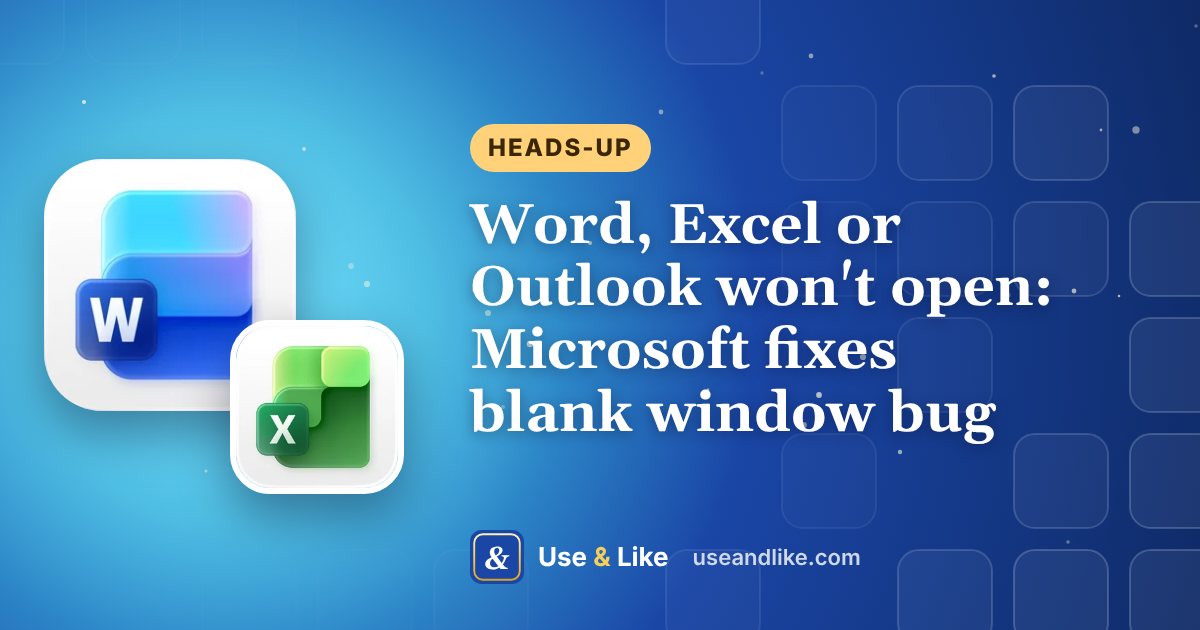 HEADS-UP
Word, Excel or
Outlook won't open:
Microsoft fixes
blank window bug
W
X
& Use & Like useandlike.com